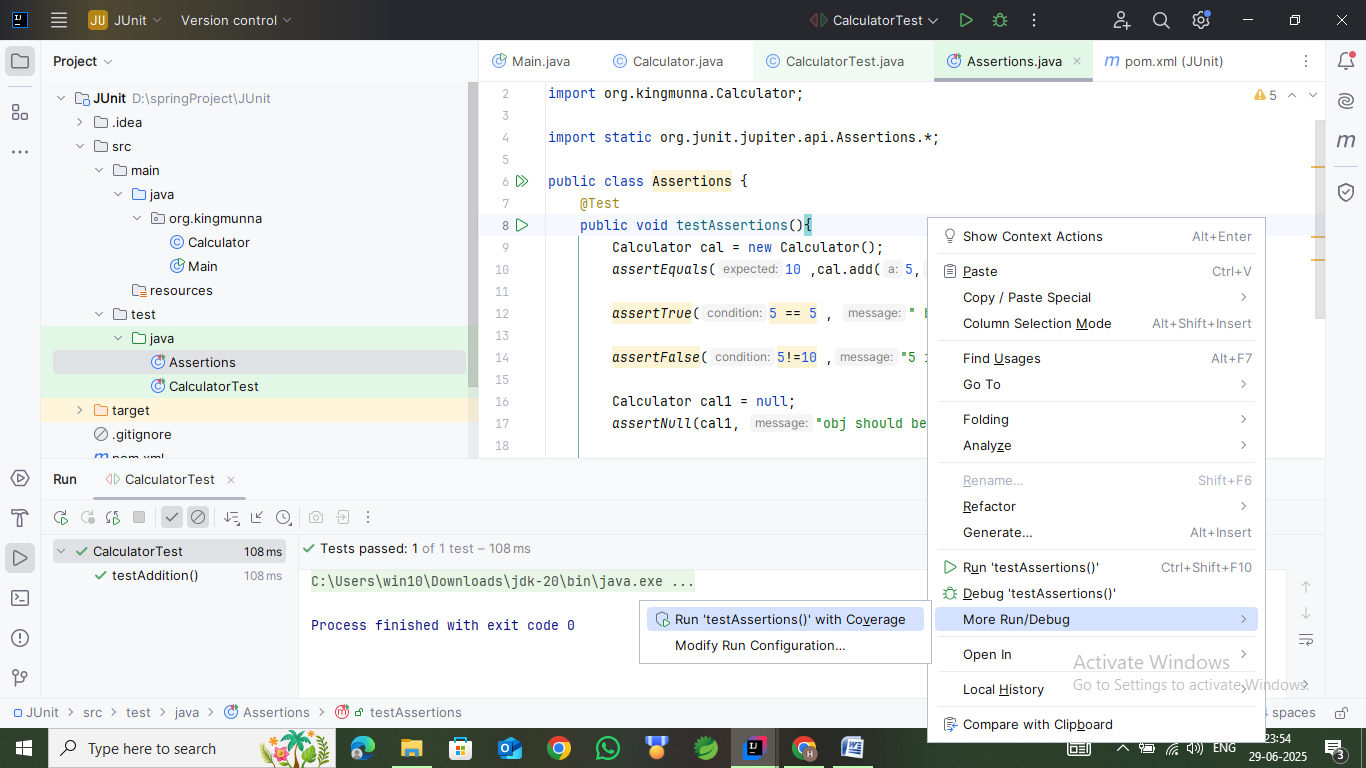 JU JUnit Version control CalculatorTest
Project
JUnit D:\springProject\JUnit
.idea
src
main
java
org.kingmunna
Calculator
Main
resources
test
java
Assertions
CalculatorTest
target
.gitignore
Main.java Calculator.java CalculatorTest.java Assertions.java pom.xml (JUnit)
5
2 import org.kingmunna.Calculator;
3
4 import static org.junit.jupiter.api.Assertions.*;
5
6 public class Assertions {
7 @Test
8 public void testAssertions(){
9 Calculator cal = new Calculator();
10 assertEquals( expected: 10 ,cal.add( a: 5,
11
12 assertTrue( condition: 5 == 5 , message: "
13
14 assertFalse( condition: 5!=10 , message: "5
15
16 Calculator cal1 = null;
17 assertNull(cal1, message: "obj should be
18
Show Context Actions Alt+Enter
Paste Ctrl+V
Copy / Paste Special
Column Selection Mode Alt+Shift+Insert
Find Usages Alt+F7
Go To
Folding
Analyze
Rename... Shift+F6
Refactor
Generate... Alt+Insert
Run 'testAssertions()' Ctrl+Shift+F10
Debug 'testAssertions()'
More Run/Debug
Open In
Local History
Compare with Clipboard
Run 'testAssertions()' with Coverage
Modify Run Configuration...
Activate Windows
Go to Settings to activate Windows.
Run CalculatorTest
CalculatorTest 108 ms
testAddition() 108 ms
Tests passed: 1 of 1 test – 108 ms
C:\Users\win10\Downloads\jdk-20\bin\java.exe ...
Process finished with exit code 0
JUnit > src > test > java > Assertions > testAssertions
spaces
Type here to search
ENG
23:54
29-06-2025
3